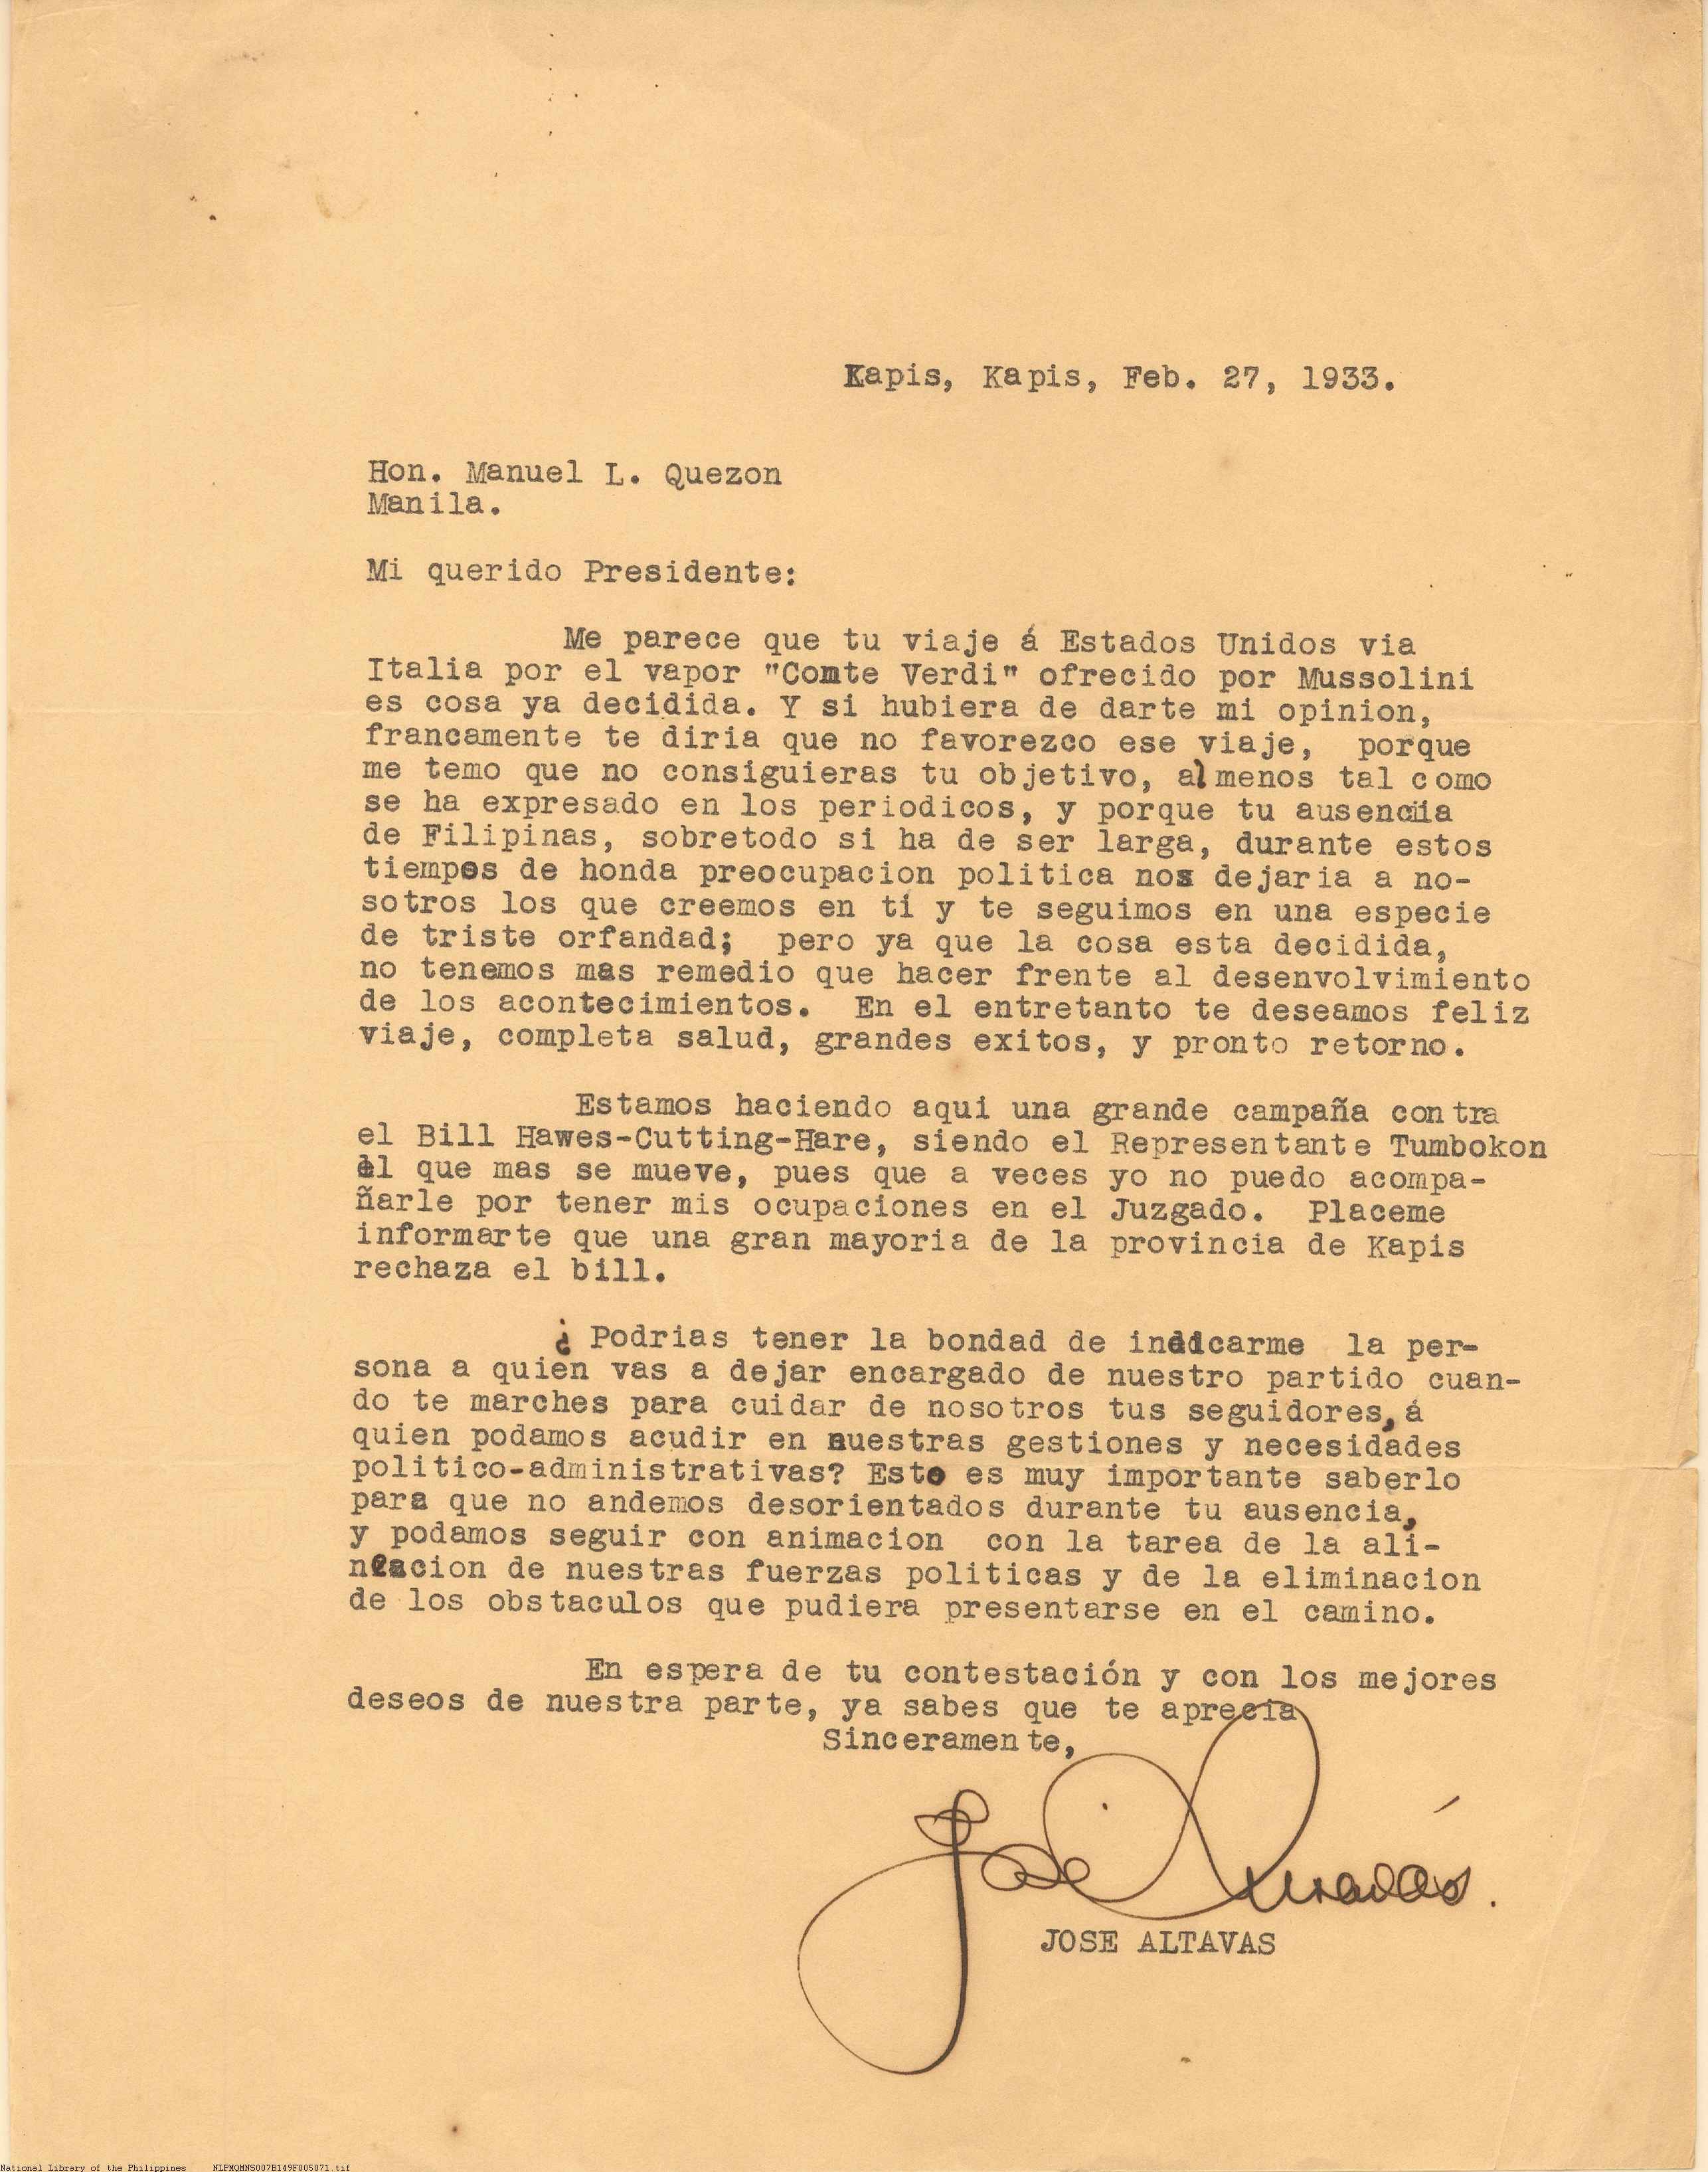 Kapis, Kapis, Feb. 27, 1933.
Hon. Manuel L. Quezon
Manila.
Mi querido Presidente:
Me parece que tu viaje á Estados Unidos via
Italia por el vapor "Comte Verdi" ofrecido por Mussolini
es cosa ya decidida. Y si hubiera de darte mi opinion,
francamente te diria que no favorezco ese viaje, porque
me temo que no consiguieras tu objetivo, al menos tal como
se ha expresado en los periodicos, y porque tu ausencia
de Filipinas, sobretodo si ha de ser larga, durante estos
tiempos de honda preocupacion politica nos dejaria a no-
sotros los que creemos en tí y te seguimos en una especie
de triste orfandad; pero ya que la cosa esta decidida,
no tenemos mas remedio que hacer frente al desenvolvimiento
de los acontecimientos. En el entretanto te deseamos feliz
viaje, completa salud, grandes exitos, y pronto retorno.
Estamos haciendo aqui una grande campaña contra
el Bill Hawes-Cutting-Hare, siendo el Representante Tumbokon
el que mas se mueve, pues que a veces yo no puedo acompa-
ñarle por tener mis ocupaciones en el Juzgado. Placeme
informarte que una gran mayoria de la provincia de Kapis
rechaza el bill.
¿ Podrias tener la bondad de indicarme la per-
sona a quien vas a dejar encargado de nuestro partido cuan-
do te marches para cuidar de nosotros tus seguidores, á
quien podamos acudir en nuestras gestiones y necesidades
politico-administrativas? Esto es muy importante saberlo
para que no andemos desorientados durante tu ausencia,
y podamos seguir con animacion con la tarea de la ali-
neacion de nuestras fuerzas politicas y de la eliminacion
de los obstaculos que pudiera presentarse en el camino.
En espera de tu contestación y con los mejores
deseos de nuestra parte, ya sabes que te aprecia
Sinceramente,
José Altavás.
JOSE ALTAVAS
National Library of the Philippines NLPMQMNS007B149F005071.tif